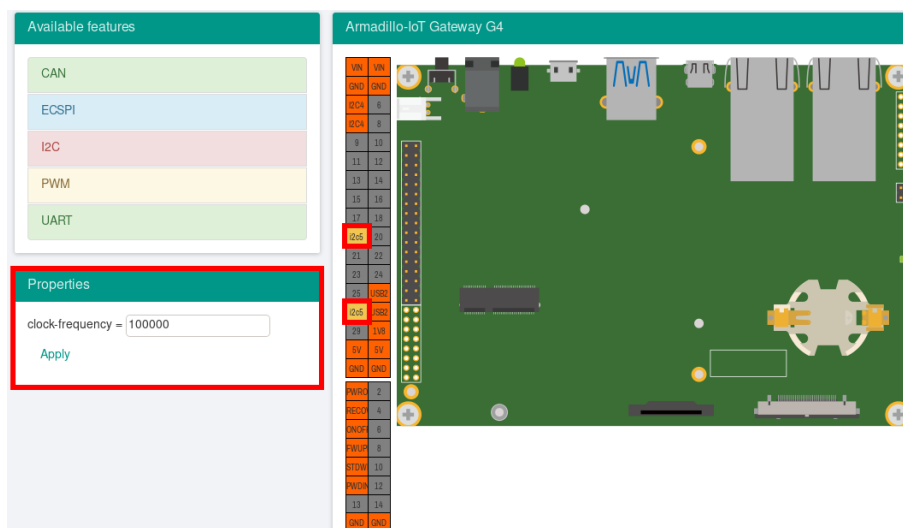 Available features
CAN
ECSPI
I2C
PWM
UART
Properties
clock-frequency = 100000
Apply
Armadillo-IoT Gateway G4
VIN VIN
GND GND
I2C4 6
I2C4 8
9 10
11 12
13 14
15 16
17 18
i2c5 20
21 22
23 24
25 USB2
i2c5 USB2
29 1V8
5V 5V
GND GND
PWRO 2
RECO 4
ONOF 6
FWUP 8
STDW 10
PWDIN 12
13 14
GND GND